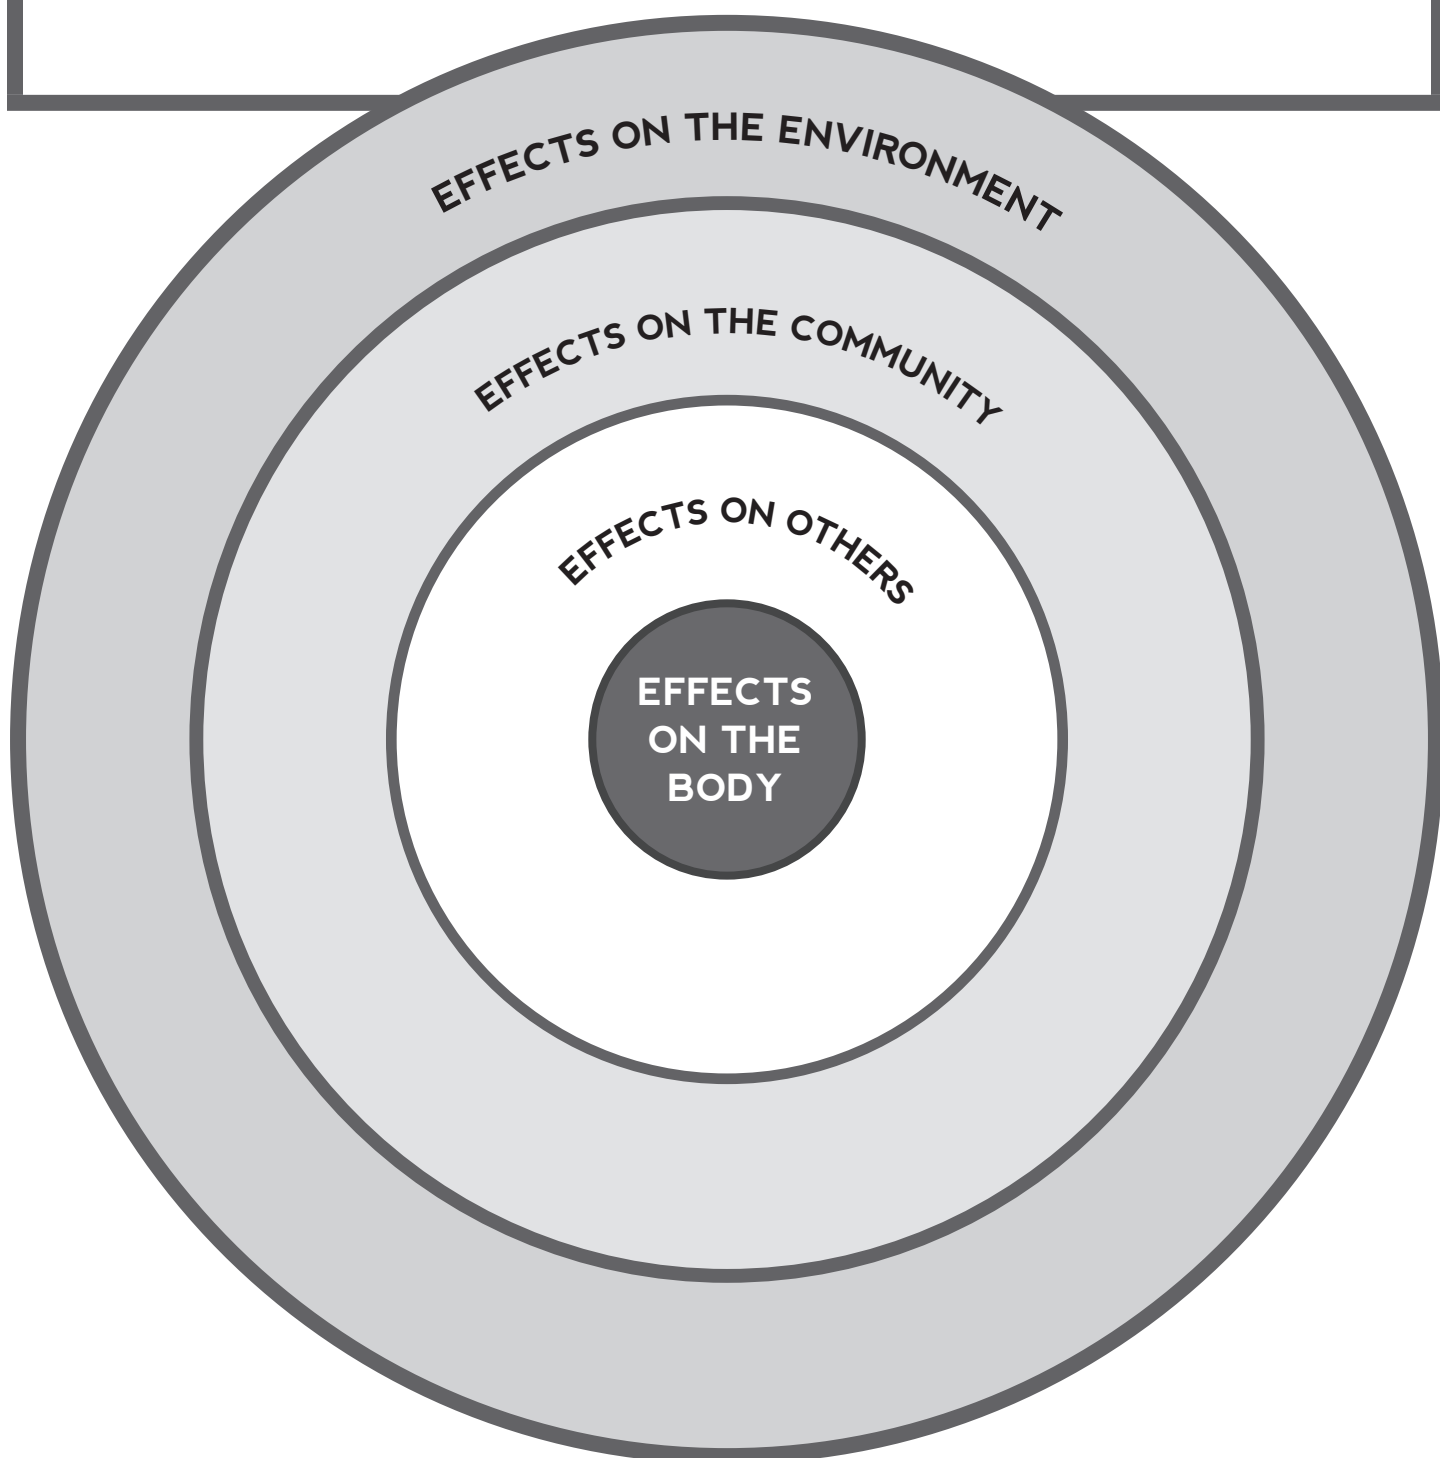 EFFECTS ON THE ENVIRONMENT
EFFECTS ON THE COMMUNITY
EFFECTS ON OTHERS
EFFECTS
ON THE
BODY